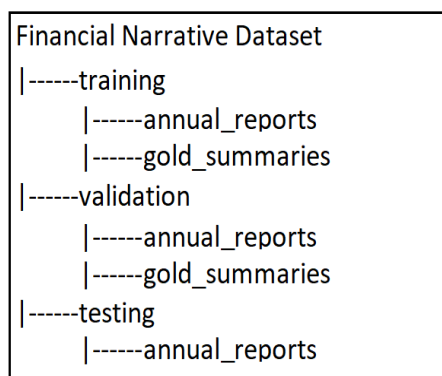 Financial Narrative Dataset
|------training
|------annual_reports
|------gold_summaries
|------validation
|------annual_reports
|------gold_summaries
|------testing
|------annual_reports